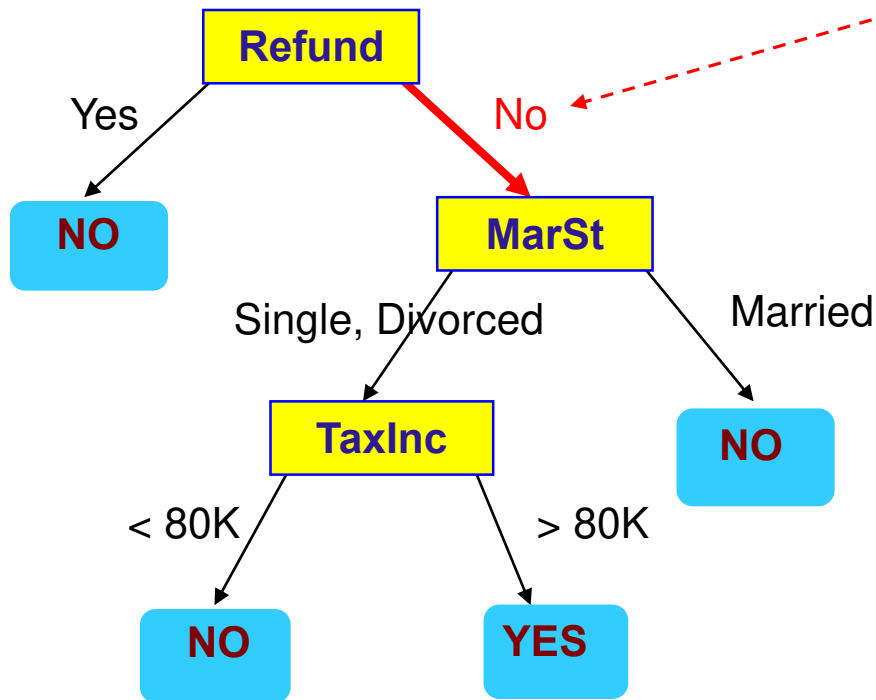 Refund
Yes
No
NO
MarSt
Single, Divorced
Married
TaxInc
NO
< 80K
> 80K
NO
YES